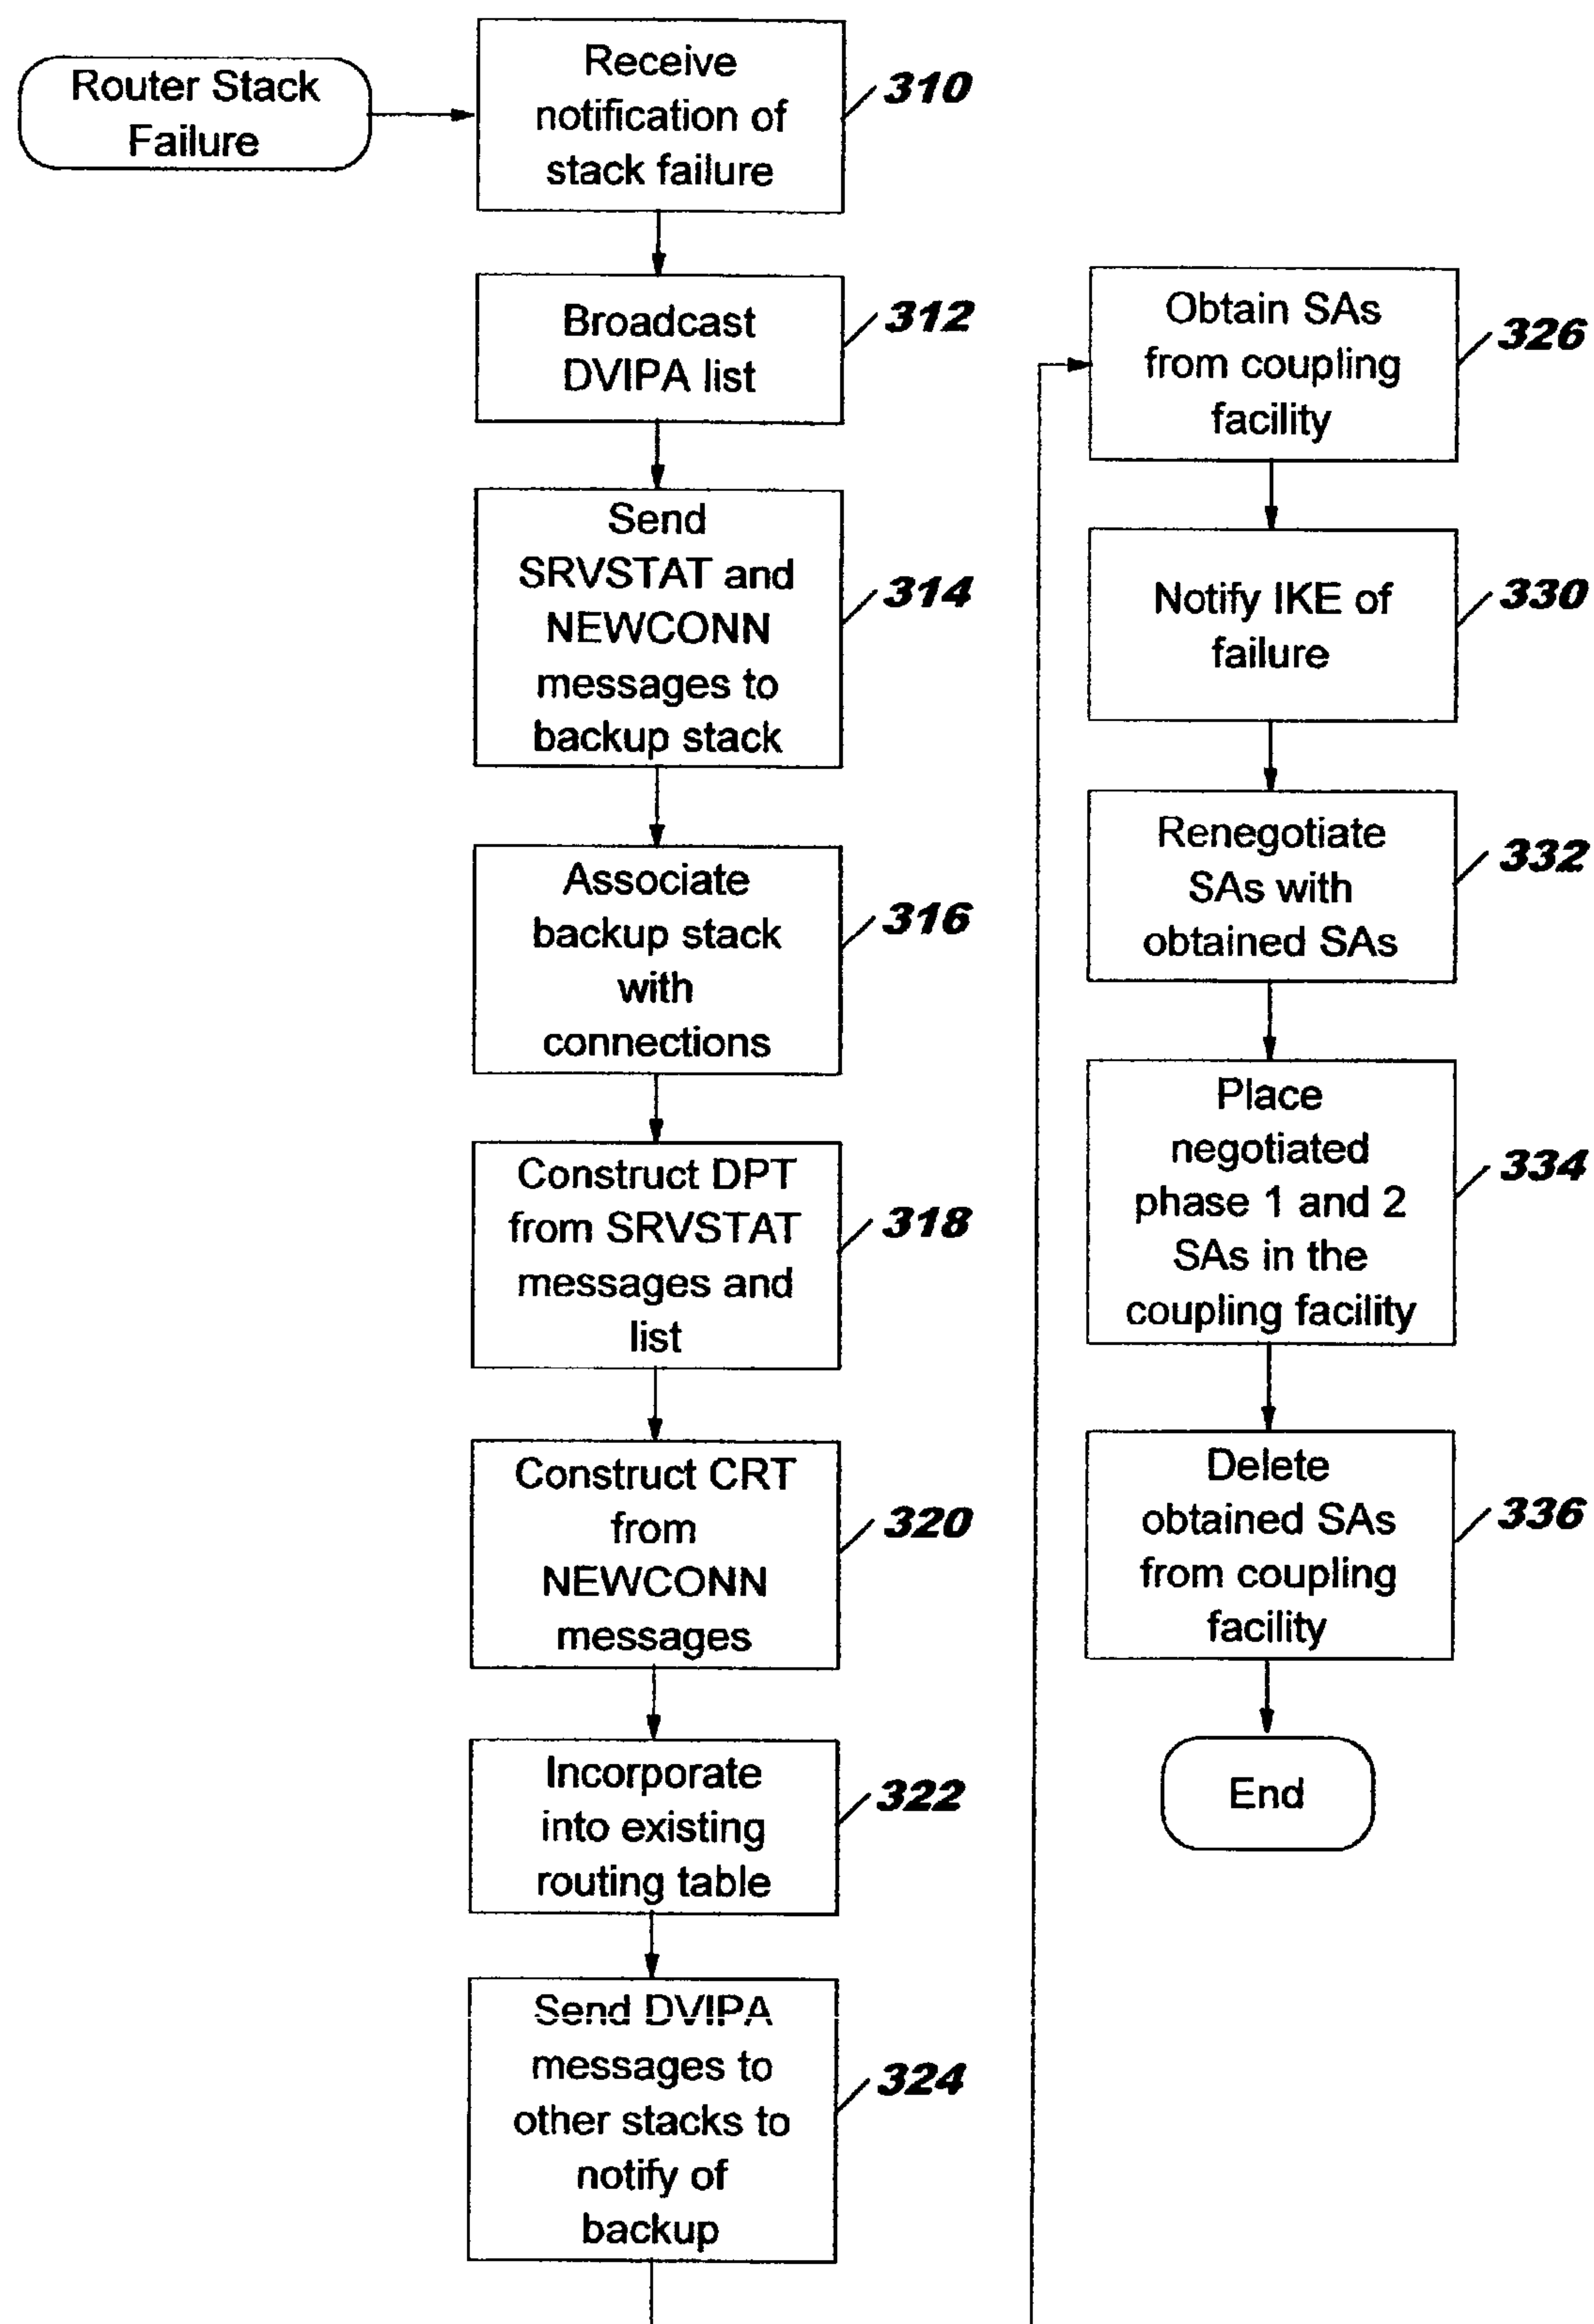 Router Stack
Failure
Receive
notification of
stack failure
310
Broadcast
DVIPA list
312
Send
SRVSTAT and
NEWCONN
messages to
backup stack
314
Associate
backup stack
with
connections
316
Construct DPT
from SRVSTAT
messages and
list
318
Construct CRT
from
NEWCONN
messages
320
Incorporate
into existing
routing table
322
Send DVIPA
messages to
other stacks to
notify of
backup
324
Obtain SAs
from coupling
facility
326
Notify IKE of
failure
330
Renegotiate
SAs with
obtained SAs
332
Place
negotiated
phase 1 and 2
SAs in the
coupling facility
334
Delete
obtained SAs
from coupling
facility
336
End